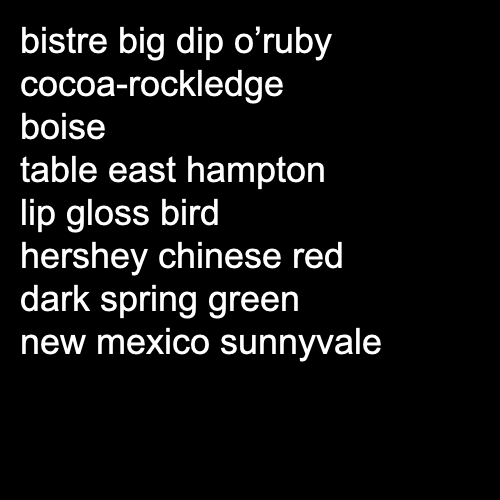 bistre big dip o’ruby
cocoa-rockledge
boise
table east hampton
lip gloss bird
hershey chinese red
dark spring green
new mexico sunnyvale